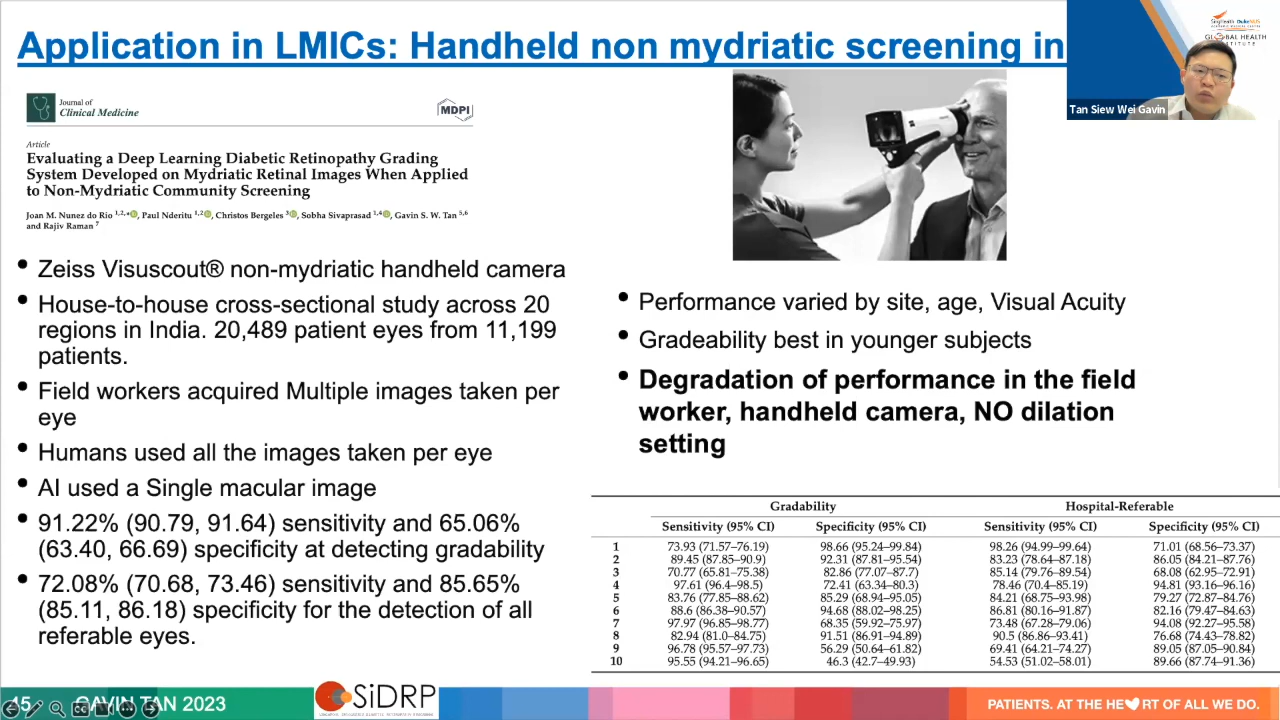 Application in LMICs: Handheld non mydriatic screening in
SingHealth DukeNUS
GLOBAL HEALTH
INSTITUTE
Tan Siew Wei Gavin
Journal of
Clinical Medicine
MDPI
Article
Evaluating a Deep Learning Diabetic Retinopathy Grading
System Developed on Mydriatic Retinal Images When Applied
to Non-Mydriatic Community Screening
Joan M. Nunez do Rio 1,2,*, Paul Nderitu 1,2, Christos Bergeles 3, Sobha Sivaprasad 1,4, Gavin S. W. Tan 5,6
and Rajiv Raman 7
• Zeiss Visuscout® non-mydriatic handheld camera
• House-to-house cross-sectional study across 20
regions in India. 20,489 patient eyes from 11,199
patients.
• Field workers acquired Multiple images taken per
eye
• Humans used all the images taken per eye
• AI used a Single macular image
• 91.22% (90.79, 91.64) sensitivity and 65.06%
(63.40, 66.69) specificity at detecting gradability
• 72.08% (70.68, 73.46) sensitivity and 85.65%
(85.11, 86.18) specificity for the detection of all
referable eyes.
• Performance varied by site, age, Visual Acuity
• Gradeability best in younger subjects
• Degradation of performance in the field
worker, handheld camera, NO dilation
setting
Gradability Hospital-Referable
Sensitivity (95% CI) Specificity (95% CI) Sensitivity (95% CI) Specificity (95% CI)
1 73.93 (71.57–76.19) 98.66 (95.24–99.84) 98.26 (94.99–99.64) 71.01 (68.56–73.37)
2 89.45 (87.85–90.9) 92.31 (87.81–95.54) 83.23 (78.64–87.18) 86.05 (84.21–87.76)
3 70.77 (65.81–75.38) 82.86 (77.07–87.7) 85.14 (79.76–89.54) 68.08 (62.95–72.91)
4 97.61 (96.4–98.5) 72.41 (63.34–80.3) 78.46 (70.4–85.19) 94.81 (93.16–96.16)
5 83.76 (77.85–88.62) 85.29 (68.94–95.05) 84.21 (68.75–93.98) 79.27 (72.87–84.76)
6 88.6 (86.38–90.57) 94.68 (88.02–98.25) 86.81 (80.16–91.87) 82.16 (79.47–84.63)
7 97.97 (96.85–98.77) 68.35 (59.92–75.97) 73.48 (67.28–79.06) 94.08 (92.27–95.58)
8 82.94 (81.0–84.75) 91.51 (86.91–94.89) 90.5 (86.86–93.41) 76.68 (74.43–78.82)
9 96.78 (95.57–97.73) 56.29 (50.64–61.82) 69.41 (64.21–74.27) 89.05 (87.05–90.84)
10 95.55 (94.21–96.65) 46.3 (42.7–49.93) 54.53 (51.02–58.01) 89.66 (87.74–91.36)
15 GAVIN TAN 2023
SiDRP
PATIENTS. AT THE HE RT OF ALL WE DO.